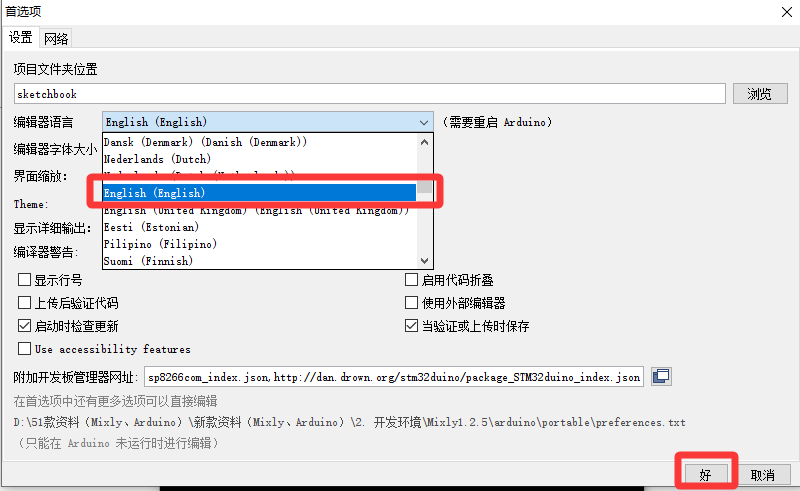 首选项
设置 网络
项目文件夹位置
sketchbook 浏览
编辑器语言 English (English) (需要重启 Arduino)
Dansk (Denmark) (Danish (Denmark))
编辑器字体大小
Nederlands (Dutch)
界面缩放:
English (English)
Theme:
English (United Kingdom) (English (United Kingdom))
显示详细输出:
Eesti (Estonian)
Pilipino (Filipino)
编译器警告:
Suomi (Finnish)
显示行号 启用代码折叠
上传后验证代码 使用外部编辑器
启动时检查更新 当验证或上传时保存
Use accessibility features
附加开发板管理器网址: sp8266com_index.json,http://dan.drown.org/stm32duino/package_STM32duino_index.json
在首选项中还有更多选项可以直接编辑
D:\51款资料（Mixly、Arduino）\新款资料（Mixly、Arduino）\2. 开发环境\Mixly1.2.5\arduino\portable\preferences.txt
（只能在 Arduino 未运行时进行编辑）
好 取消